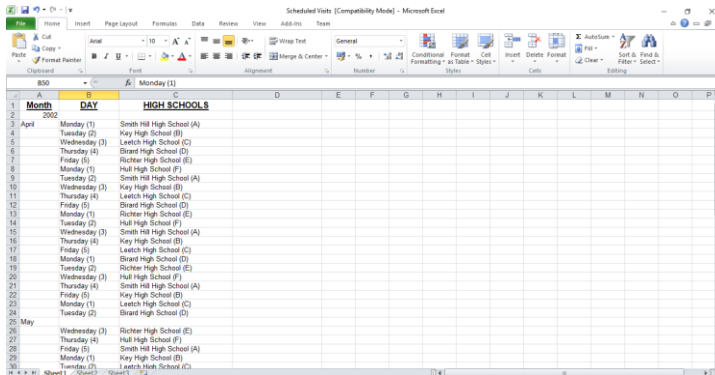 Scheduled Visits [Compatibility Mode] - Microsoft Excel
File Home Insert Page Layout Formulas Data Review View Add-Ins Team
Cut
Copy
Format Painter
Paste
Clipboard
Arial 10
B I U
Font
Wrap Text
Merge & Center
Alignment
General
$ % ,
Number
Conditional Formatting
Format as Table
Cell Styles
Styles
Insert Delete Format
Cells
AutoSum
Fill
Clear
Sort & Filter
Find & Select
Editing
B50 fx Monday (1)
A B C D E F G H I J K L M N O P
1 Month DAY HIGH SCHOOLS
2 2002
3 April Monday (1) Smith Hill High School (A)
4 Tuesday (2) Key High School (B)
5 Wednesday (3) Leetch High School (C)
6 Thursday (4) Birard High School (D)
7 Friday (5) Richter High School (E)
8 Monday (1) Hull High School (F)
9 Tuesday (2) Smith Hill High School (A)
10 Wednesday (3) Key High School (B)
11 Thursday (4) Leetch High School (C)
12 Friday (5) Birard High School (D)
13 Monday (1) Richter High School (E)
14 Tuesday (2) Hull High School (F)
15 Wednesday (3) Smith Hill High School (A)
16 Thursday (4) Key High School (B)
17 Friday (5) Leetch High School (C)
18 Monday (1) Birard High School (D)
19 Tuesday (2) Richter High School (E)
20 Wednesday (3) Hull High School (F)
21 Thursday (4) Smith Hill High School (A)
22 Friday (5) Key High School (B)
23 Monday (1) Leetch High School (C)
24 Tuesday (2) Birard High School (D)
25 May
26 Wednesday (3) Richter High School (E)
27 Thursday (4) Hull High School (F)
28 Friday (5) Smith Hill High School (A)
29 Monday (1) Key High School (B)
30 Tuesday (2) Leetch High School (C)
Sheet1 Sheet2 Sheet3